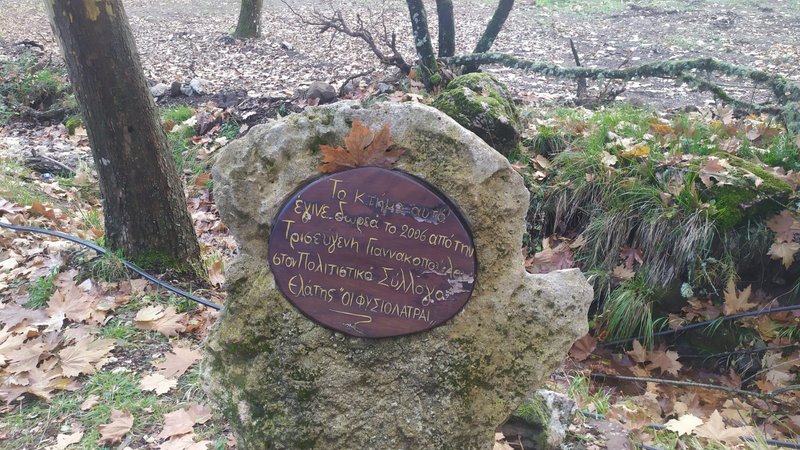 Το κτήμα αυτό
έγινε δωρεά το 2006 από την
Τρισεύγενη Γιαννακοπούλου
στον Πολιτιστικό Σύλλογο
Ελάτης "ΟΙ ΦΥΣΙΟΛΑΤΡΑΙ